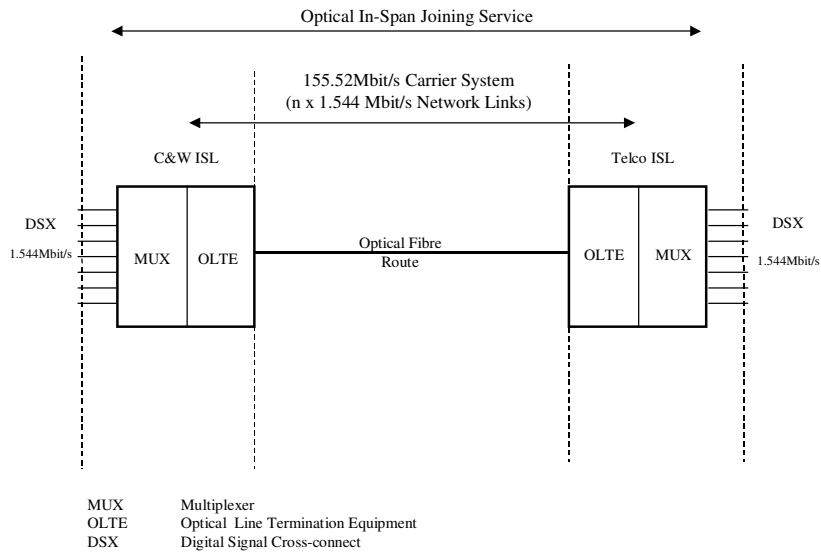 Optical In-Span Joining Service
155.52Mbit/s Carrier System
(n x 1.544 Mbit/s Network Links)
C&W ISL
Telco ISL
DSX
1.544Mbit/s
MUX
OLTE
Optical Fibre
Route
OLTE
MUX
DSX
1.544Mbit/s
MUX Multiplexer
OLTE Optical Line Termination Equipment
DSX Digital Signal Cross-connect